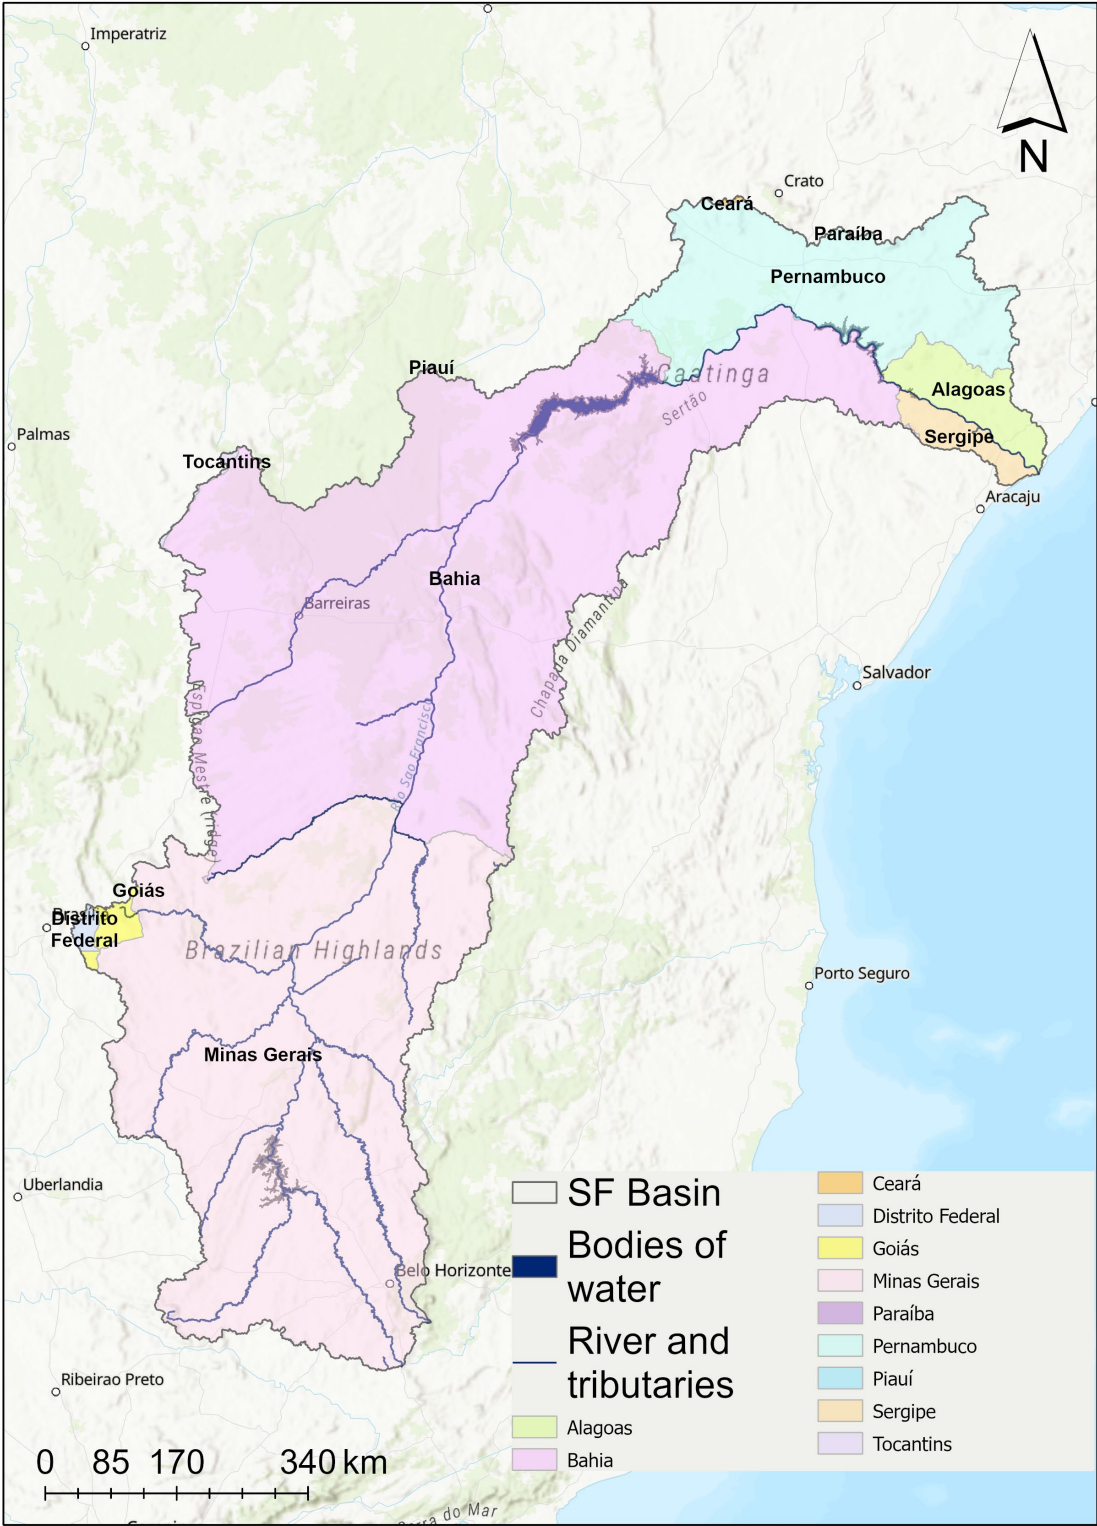 Imperatriz
N
Crato
Ceará
Paraíba
Pernambuco
Piauí
Caatinga
Sertão
Alagoas
Palmas
Sergipe
Tocantins
Aracaju
Bahia
Barreiras
Chapada Diamantina
Salvador
Espigao Mestre (ridge)
Rio Sao Francisco
Goiás
Distrito
Federal
Brazilian Highlands
Porto Seguro
Minas Gerais
Uberlandia
Belo Horizonte
Ribeirao Preto
SF Basin
Bodies of
water
River and
tributaries
Alagoas
Bahia
Ceará
Distrito Federal
Goiás
Minas Gerais
Paraíba
Pernambuco
Piauí
Sergipe
Tocantins
0 85 170 340 km
do Mar